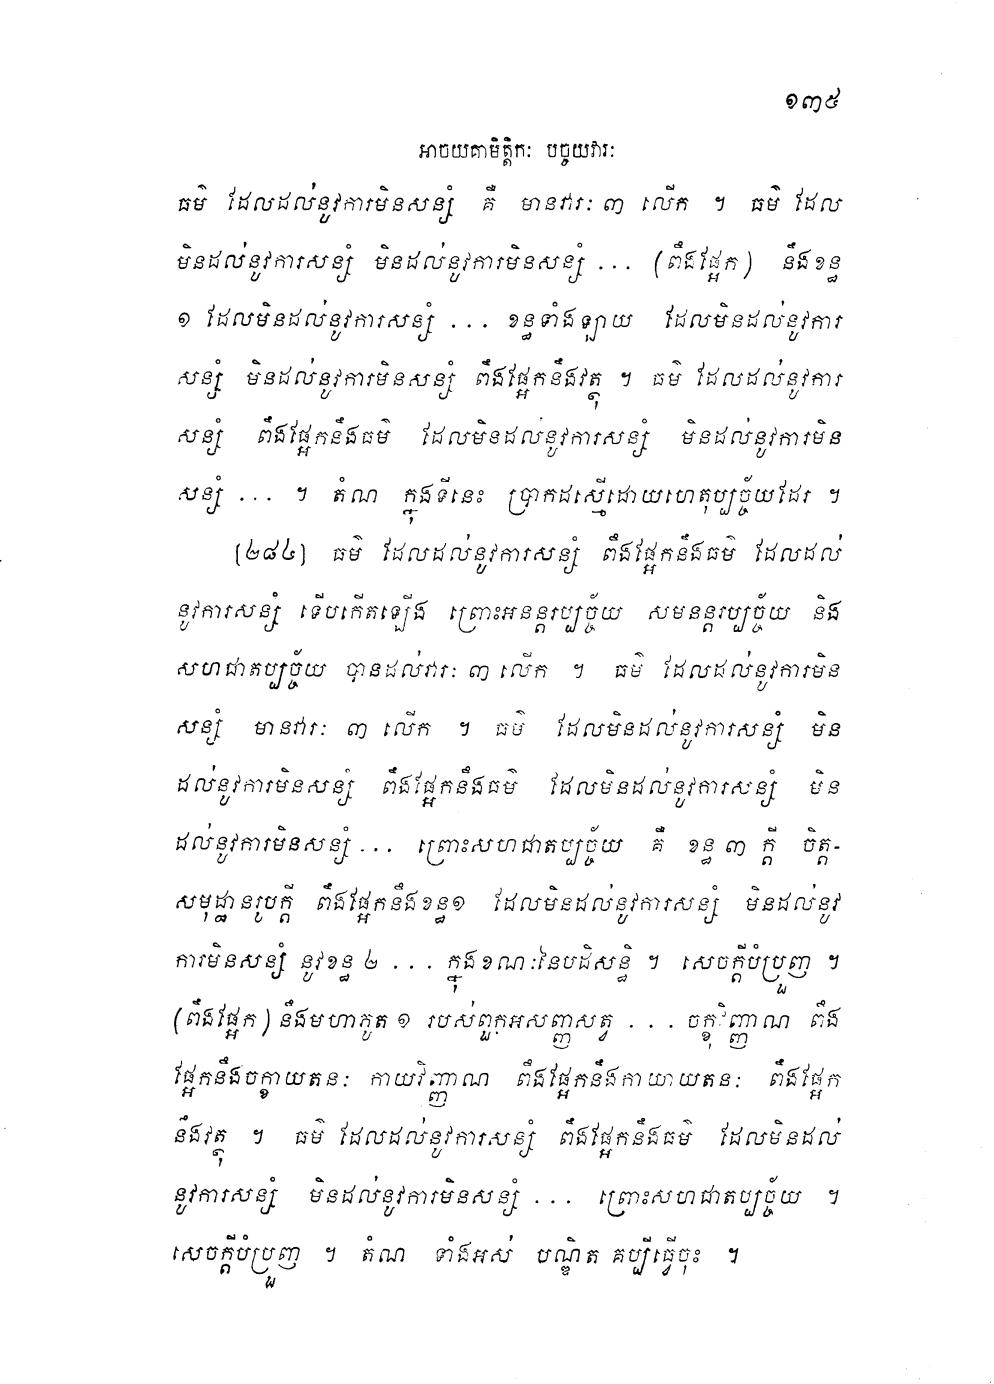 ១៣៥
អាចយគាមិត្តិកៈ បច្ចយវារៈ
ធម៌ ដែលដល់នូវការមិនសន្សំ គឺ មានវារៈ ៣ លើក ។ ធម៌ ដែល
មិនដល់នូវការសន្សំ មិនដល់នូវការមិនសន្សំ ... (ពឹងផ្អែក) នឹងខន្ធ
១ ដែលមិនដល់នូវការសន្សំ ... ខន្ធទាំងឡាយ ដែលមិនដល់នូវការ
សន្សំ មិនដល់នូវការមិនសន្សំ ពឹងផ្អែកនឹងវត្ថុ ។ ធម៌ ដែលដល់នូវការ
សន្សំ ពឹងផ្អែកនឹងធម៌ ដែលមិនដល់នូវការសន្សំ មិនដល់នូវការមិន
សន្សំ ... ។ តំណ ក្នុងទីនេះ ប្រាកដស្មើដោយហេតុប្បច្ច័យដែរ ។
[២៨៤] ធម៌ ដែលដល់នូវការសន្សំ ពឹងផ្អែកនឹងធម៌ ដែលដល់
នូវការសន្សំ ទើបកើតឡើង ព្រោះអនន្តរប្បច្ច័យ សមនន្តរប្បច្ច័យ និង
សហជាតប្បច្ច័យ បានដល់វារៈ ៣ លើក ។ ធម៌ ដែលដល់នូវការមិន
សន្សំ មានវារៈ ៣ លើក ។ ធម៌ ដែលមិនដល់នូវការសន្សំ មិន
ដល់នូវការមិនសន្សំ ពឹងផ្អែកនឹងធម៌ ដែលមិនដល់នូវការសន្សំ មិន
ដល់នូវការមិនសន្សំ ... ព្រោះសហជាតប្បច្ច័យ គឺ ខន្ធ ៣ ក្តី ចិត្ត-
សមុដ្ឋានរូបក្តី ពឹងផ្អែកនឹងខន្ធ១ ដែលមិនដល់នូវការសន្សំ មិនដល់នូវ
ការមិនសន្សំ នូវខន្ធ ២ ... ក្នុងខណៈនៃបដិសន្ធិ ។ សេចក្តីបំប្រួញ ។
(ពឹងផ្អែក) នឹងមហាភូត ១ របស់ពួកអសញ្ញសត្វ ... ចក្ខុវិញ្ញាណ ពឹង
ផ្អែកនឹងចក្ខាយតនៈ កាយវិញ្ញាណ ពឹងផ្អែកនឹងកាយាយតនៈ ពឹងផ្អែក
នឹងវត្ថុ ។ ធម៌ ដែលដល់នូវការសន្សំ ពឹងផ្អែកនឹងធម៌ ដែលមិនដល់
នូវការសន្សំ មិនដល់នូវការមិនសន្សំ ... ព្រោះសហជាតប្បច្ច័យ ។
សេចក្តីបំប្រួញ ។ តំណ ទាំងអស់ បណ្ឌិត គប្បីធ្វើចុះ ។